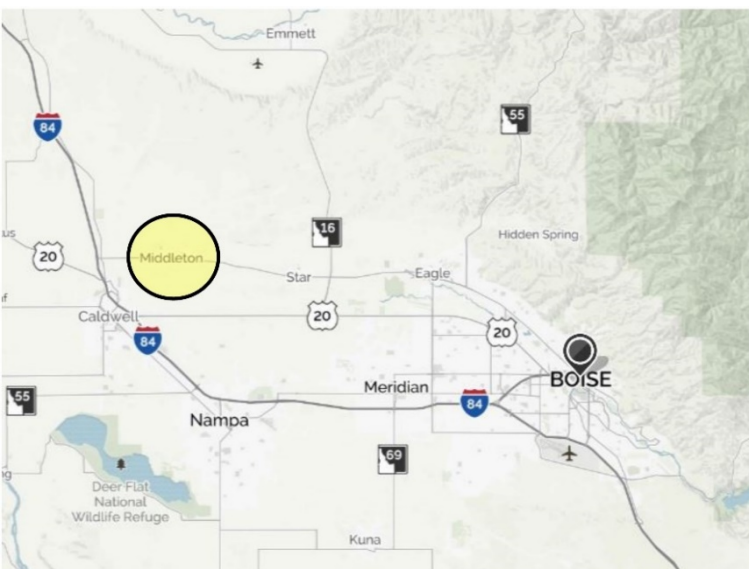 Emmett
55
84
16
us
Hidden Spring
20
Middleton
Star
Eagle
Caldwell
20
20
84
BOISE
Meridian
55
84
Nampa
69
Deer Flat
National
Wildlife Refuge
Kuna